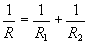 1/R = 1/R₁ + 1/R₂